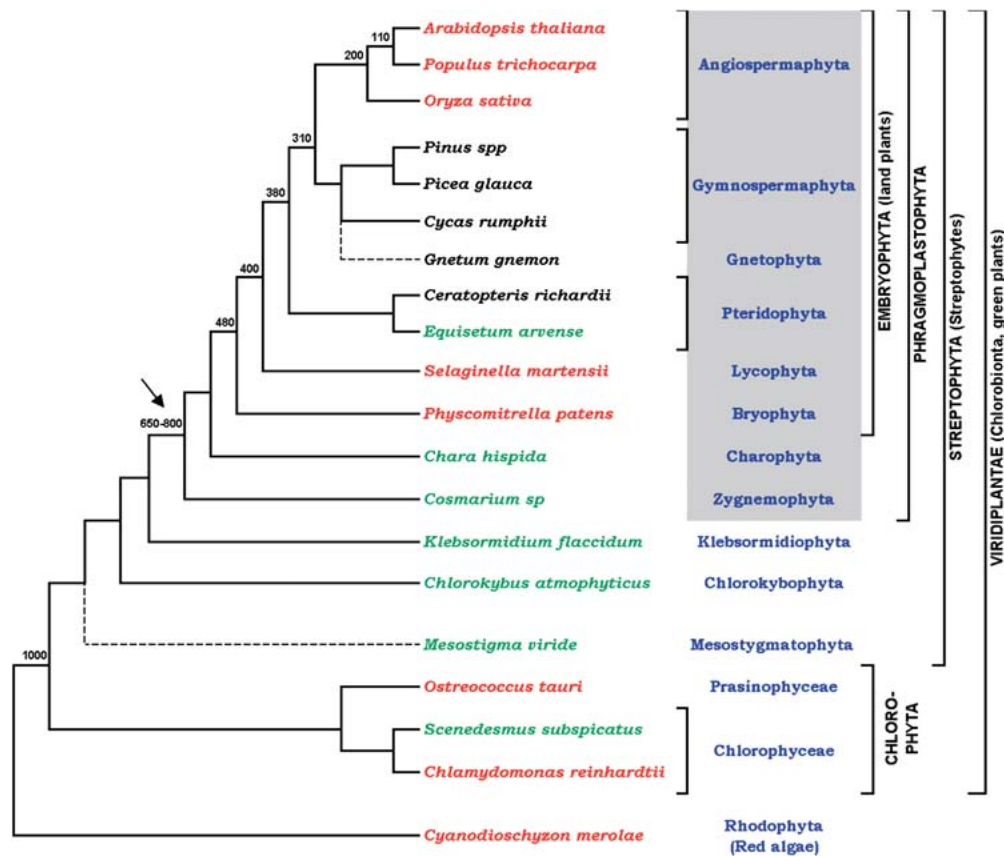 110
Arabidopsis thaliana
200
Populus trichocarpa
Angiospermaphyta
Oryza sativa
310
Pinus spp
Picea glauca
Gymnospermaphyta
380
Cycas rumphii
Gnetum gnemon
Gnetophyta
400
Ceratopteris richardii
Pteridophyta
480
Equisetum arvense
Selaginella martensii
Lycophyta
650-800
Physcomitrella patens
Bryophyta
Chara hispida
Charophyta
Cosmarium sp
Zygnemophyta
Klebsormidium flaccidum
Klebsormidiophyta
Chlorokybus atmophyticus
Chlorokybophyta
Mesostigma viride
Mesostygmatophyta
1000
Ostreococcus tauri
Prasinophyceae
Scenedesmus subspicatus
Chlorophyceae
Chlamydomonas reinhardtii
Cyanodioschyzon merolae
Rhodophyta
(Red algae)
EMBRYOPHYTA (land plants)
PHRAGMOPLASTOPHYTA
STREPTOPHYTA (Streptophytes)
CHLORO-
PHYTA
VIRIDIPLANTAE (Chlorobionta, green plants)